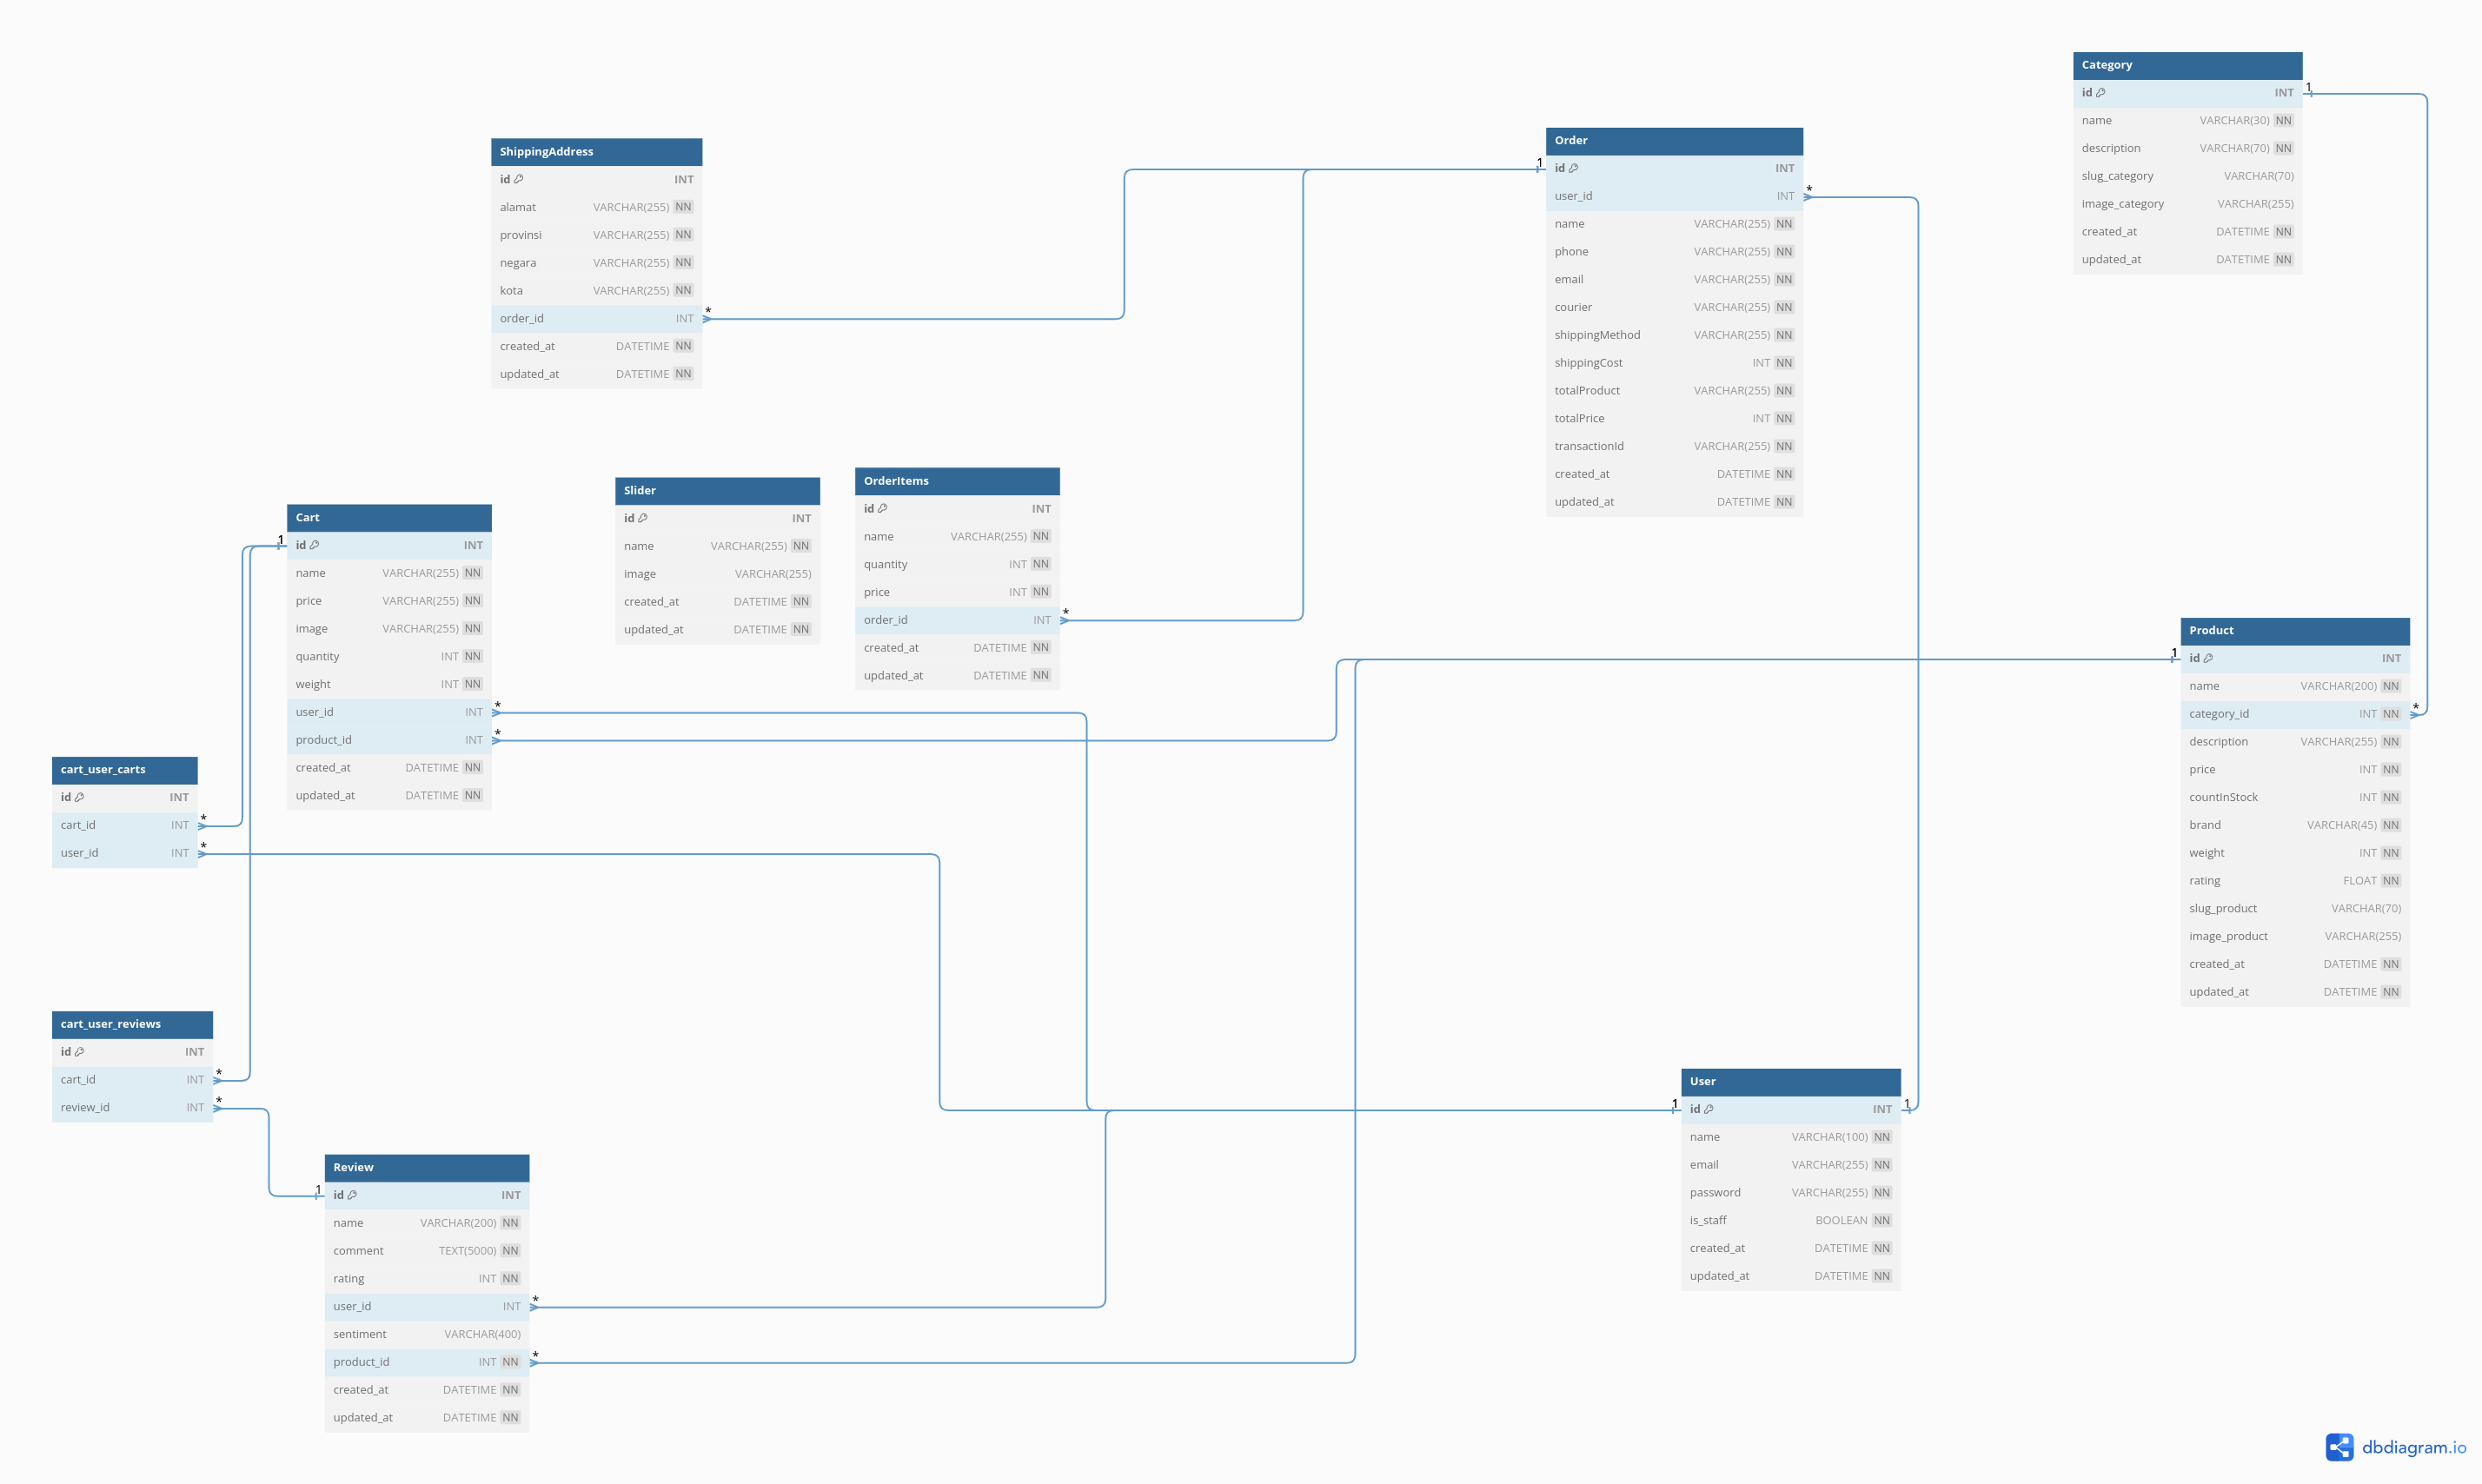 Category
id INT
name VARCHAR(30) NN
description VARCHAR(70) NN
slug_category VARCHAR(70)
image_category VARCHAR(255)
created_at DATETIME NN
updated_at DATETIME NN
1
ShippingAddress
id INT
alamat VARCHAR(255) NN
provinsi VARCHAR(255) NN
negara VARCHAR(255) NN
kota VARCHAR(255) NN
order_id INT
created_at DATETIME NN
updated_at DATETIME NN
*
Order
id INT
user_id INT
name VARCHAR(255) NN
phone VARCHAR(255) NN
email VARCHAR(255) NN
courier VARCHAR(255) NN
shippingMethod VARCHAR(255) NN
shippingCost INT NN
totalProduct VARCHAR(255) NN
totalPrice INT NN
transactionId VARCHAR(255) NN
created_at DATETIME NN
updated_at DATETIME NN
1
*
Cart
id INT
name VARCHAR(255) NN
price VARCHAR(255) NN
image VARCHAR(255) NN
quantity INT NN
weight INT NN
user_id INT
product_id INT
created_at DATETIME NN
updated_at DATETIME NN
1
*
*
Slider
id INT
name VARCHAR(255) NN
image VARCHAR(255)
created_at DATETIME NN
updated_at DATETIME NN
OrderItems
id INT
name VARCHAR(255) NN
quantity INT NN
price INT NN
order_id INT
created_at DATETIME NN
updated_at DATETIME NN
*
Product
id INT
name VARCHAR(200) NN
category_id INT NN
description VARCHAR(255) NN
price INT NN
countInStock INT NN
brand VARCHAR(45) NN
weight INT NN
rating FLOAT NN
slug_product VARCHAR(70)
image_product VARCHAR(255)
created_at DATETIME NN
updated_at DATETIME NN
1
*
cart_user_carts
id INT
cart_id INT
user_id INT
*
*
cart_user_reviews
id INT
cart_id INT
review_id INT
*
*
User
id INT
name VARCHAR(100) NN
email VARCHAR(255) NN
password VARCHAR(255) NN
is_staff BOOLEAN NN
created_at DATETIME NN
updated_at DATETIME NN
1
1
Review
id INT
name VARCHAR(200) NN
comment TEXT(5000) NN
rating INT NN
user_id INT
sentiment VARCHAR(400)
product_id INT NN
created_at DATETIME NN
updated_at DATETIME NN
1
*
*
dbdiagram.io